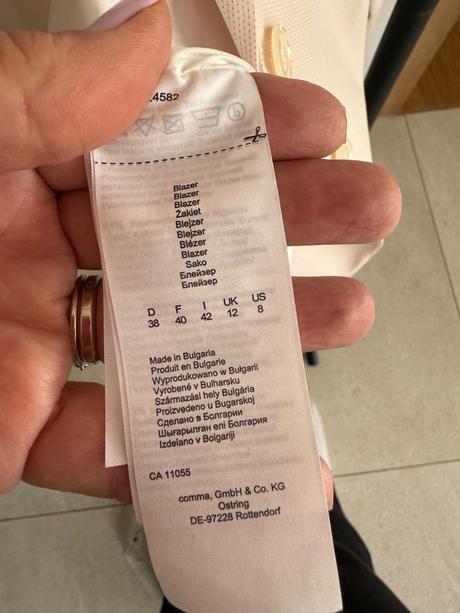 .4582
Blazer
Blazer
Blazer
Żakiet
Blejzer
Blejzer
Blézer
Blazer
Sako
Блейзер
Блейзер
D F I UK US
38 40 42 12 8
Made in Bulgaria
Produit en Bulgarie
Wyprodukowano w Bułgarii
Vyrobené v Bulharsku
Származási hely Bulgária
Proizvedeno u Bugarskoj
Сделано в Болгарии
Шығарылған елі Болгария
Izdelano v Bolgariji
CA 11055
comma, GmbH & Co. KG
Ostring
DE-97228 Rottendorf